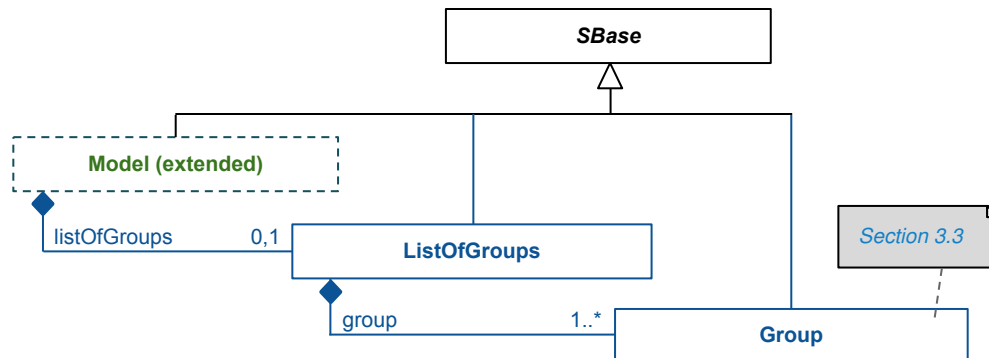 SBase
Model (extended)
listOfGroups 0,1
ListOfGroups
Section 3.3
group 1..*
Group